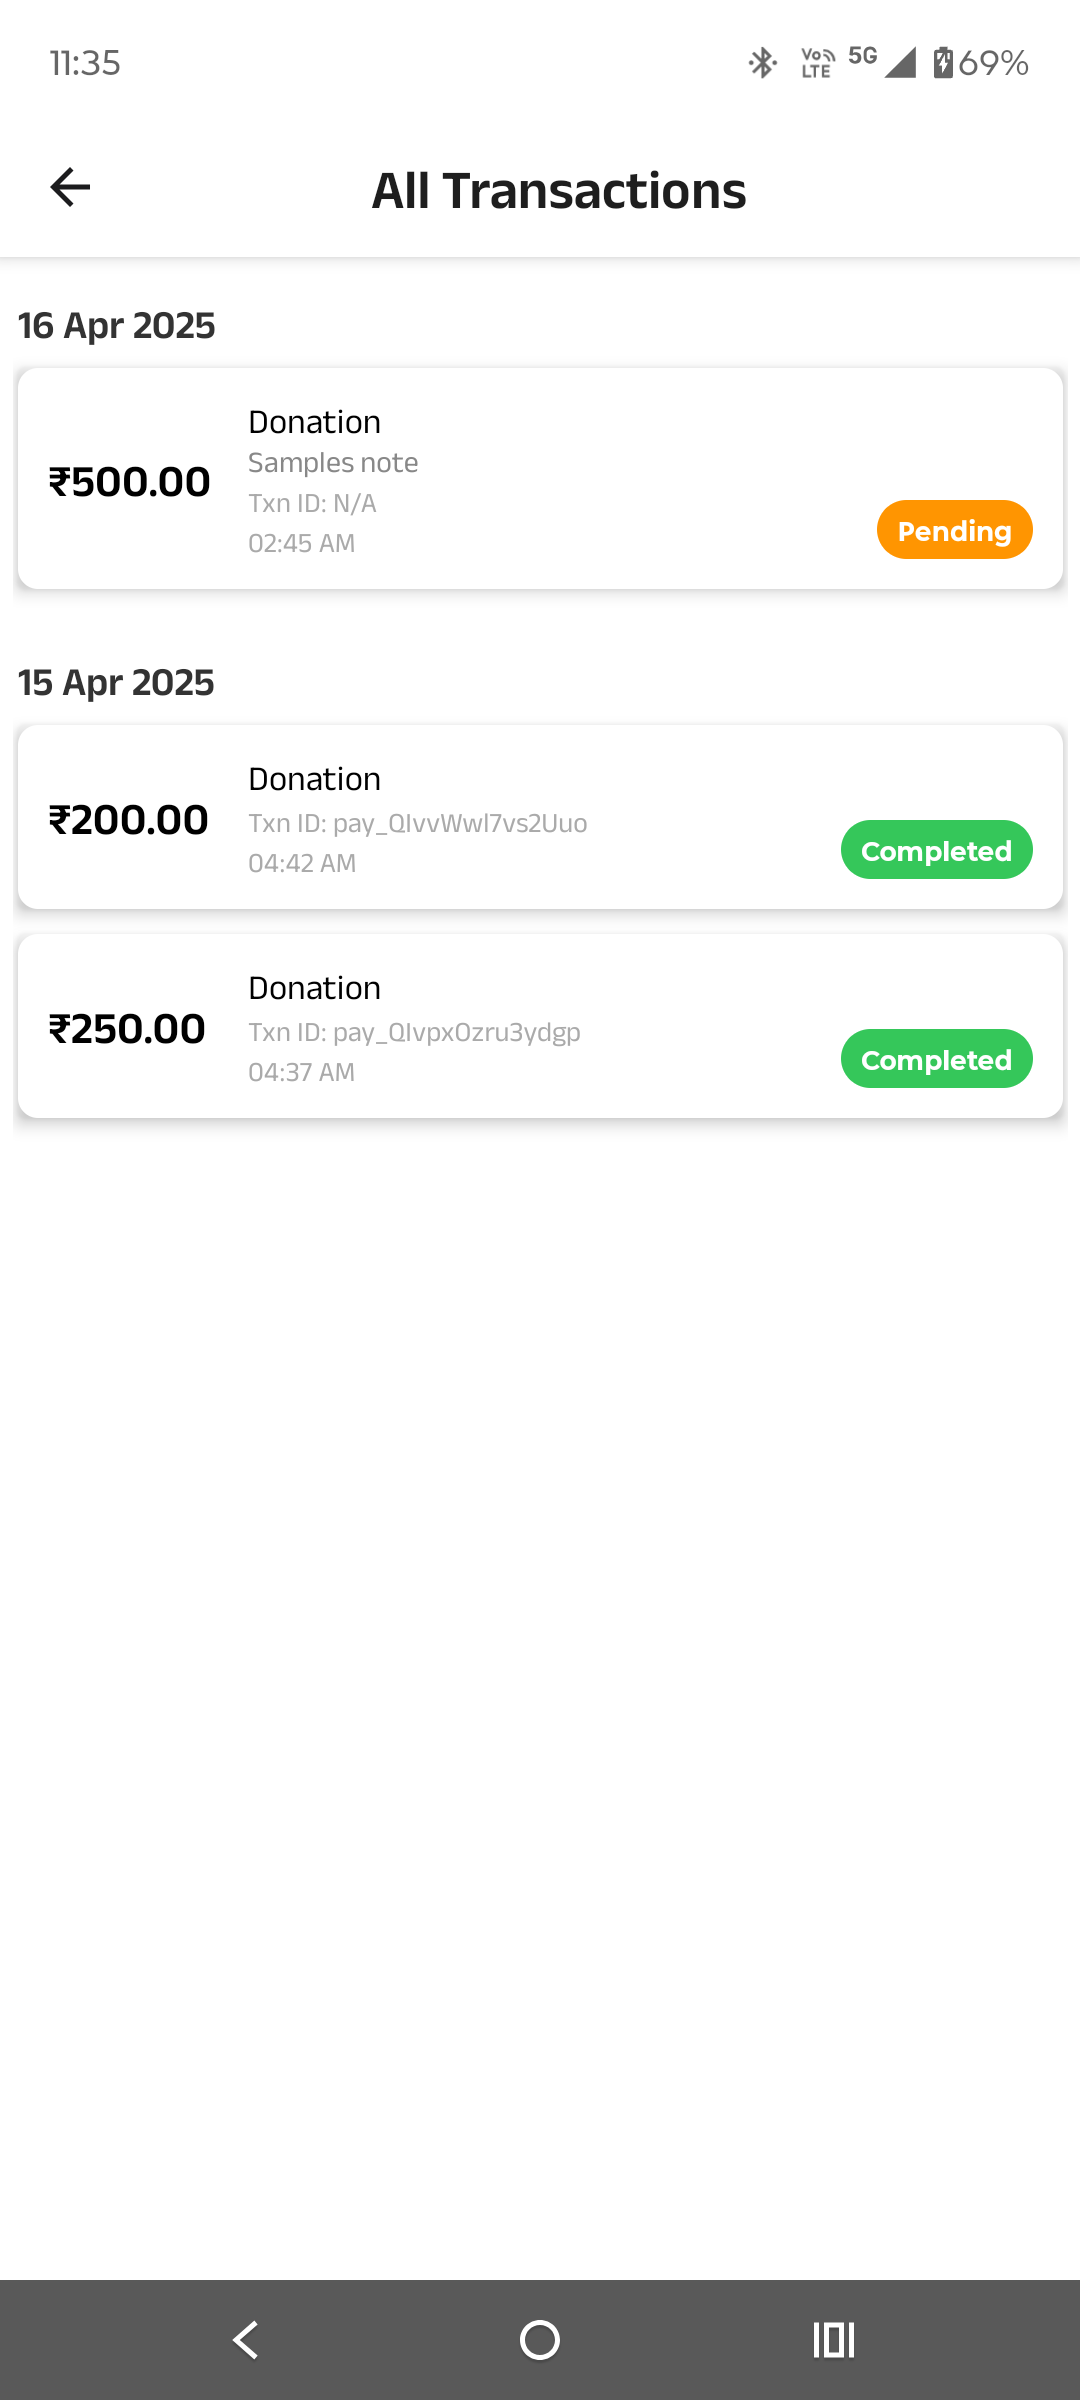 11:35
Vo LTE 5G 69%
All Transactions
16 Apr 2025
₹500.00
Donation
Samples note
Txn ID: N/A
02:45 AM
Pending
15 Apr 2025
₹200.00
Donation
Txn ID: pay_QIvvWwl7vs2Uuo
04:42 AM
Completed
₹250.00
Donation
Txn ID: pay_QIvpxOzru3ydgp
04:37 AM
Completed